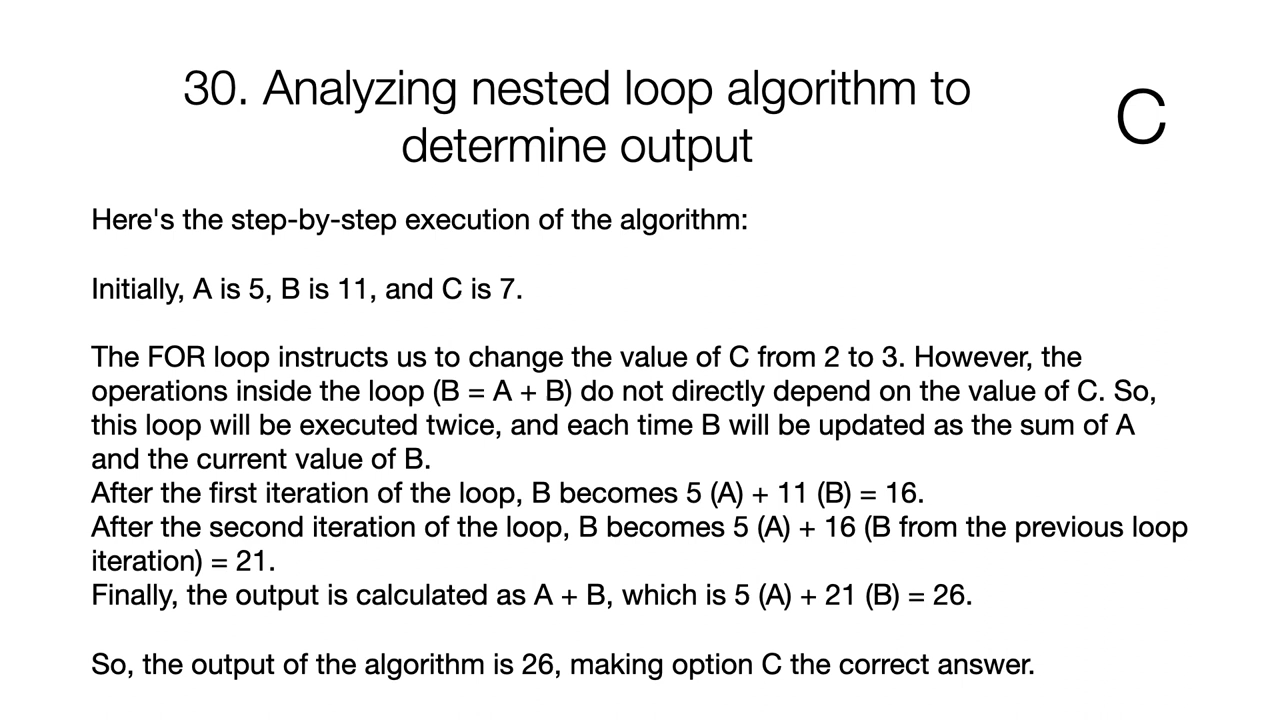 30. Analyzing nested loop algorithm to
determine output
C
Here's the step-by-step execution of the algorithm:
Initially, A is 5, B is 11, and C is 7.
The FOR loop instructs us to change the value of C from 2 to 3. However, the
operations inside the loop (B = A + B) do not directly depend on the value of C. So,
this loop will be executed twice, and each time B will be updated as the sum of A
and the current value of B.
After the first iteration of the loop, B becomes 5 (A) + 11 (B) = 16.
After the second iteration of the loop, B becomes 5 (A) + 16 (B from the previous loop
iteration) = 21.
Finally, the output is calculated as A + B, which is 5 (A) + 21 (B) = 26.
So, the output of the algorithm is 26, making option C the correct answer.